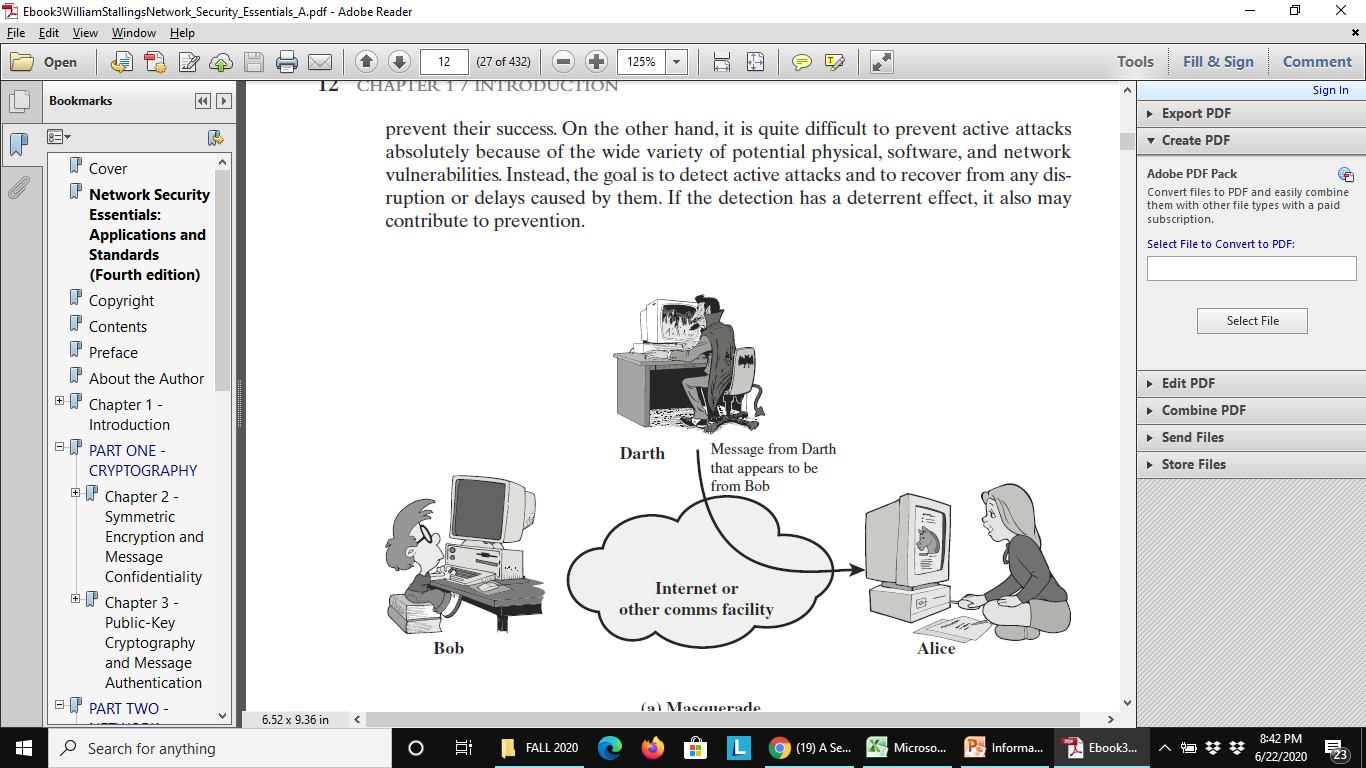 Ebook3WilliamStallingsNetwork_Security_Essentials_A.pdf - Adobe Reader
File Edit View Window Help
Open 12 (27 of 432) 125% Tools Fill & Sign Comment
Sign In
Bookmarks
Cover
Network Security
Essentials:
Applications and
Standards
(Fourth edition)
Copyright
Contents
Preface
About the Author
Chapter 1 -
Introduction
PART ONE -
CRYPTOGRAPHY
Chapter 2 -
Symmetric
Encryption and
Message
Confidentiality
Chapter 3 -
Public-Key
Cryptography
and Message
Authentication
PART TWO -
12 CHAPTER 1 / INTRODUCTION
prevent their success. On the other hand, it is quite difficult to prevent active attacks
absolutely because of the wide variety of potential physical, software, and network
vulnerabilities. Instead, the goal is to detect active attacks and to recover from any dis-
ruption or delays caused by them. If the detection has a deterrent effect, it also may
contribute to prevention.
Darth
Message from Darth
that appears to be
from Bob
Internet or
other comms facility
Bob
Alice
(a) Masquerade
6.52 x 9.36 in
Export PDF
Create PDF
Adobe PDF Pack
Convert files to PDF and easily combine
them with other file types with a paid
subscription.
Select File to Convert to PDF:
Select File
Edit PDF
Combine PDF
Send Files
Store Files
Search for anything
FALL 2020
L
(19) A Se...
Microso...
Informa...
Ebook3...
8:42 PM
6/22/2020
23